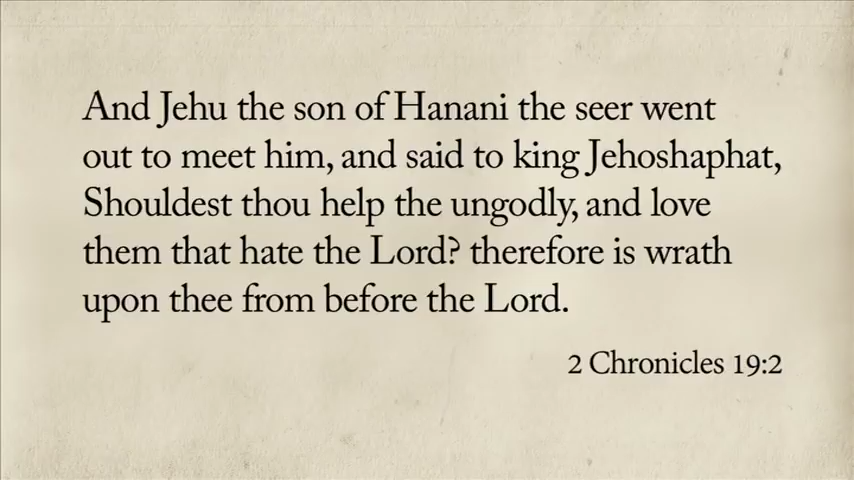 And Jehu the son of Hanani the seer went
out to meet him, and said to king Jehoshaphat,
Shouldest thou help the ungodly, and love
them that hate the Lord? therefore is wrath
upon thee from before the Lord.
2 Chronicles 19:2